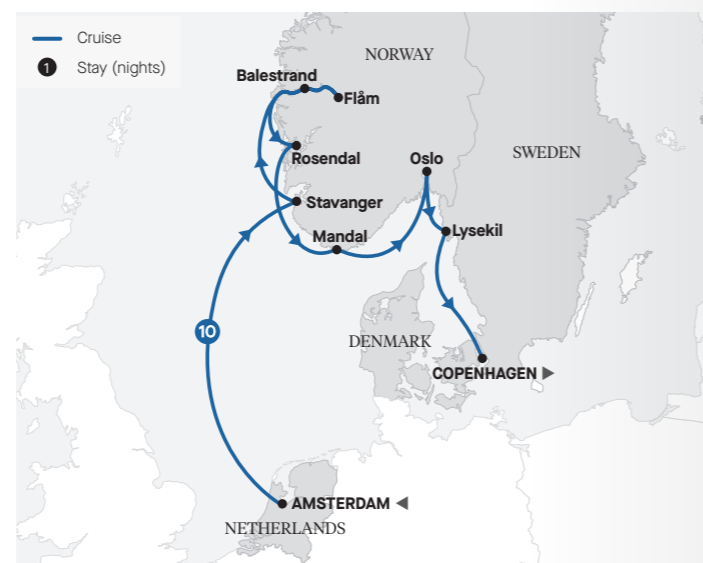 Cruise
1 Stay (nights)
NORWAY
Balestrand
Flåm
Rosendal
Oslo
SWEDEN
Stavanger
Lysekil
Mandal
10
DENMARK
COPENHAGEN
AMSTERDAM
NETHERLANDS